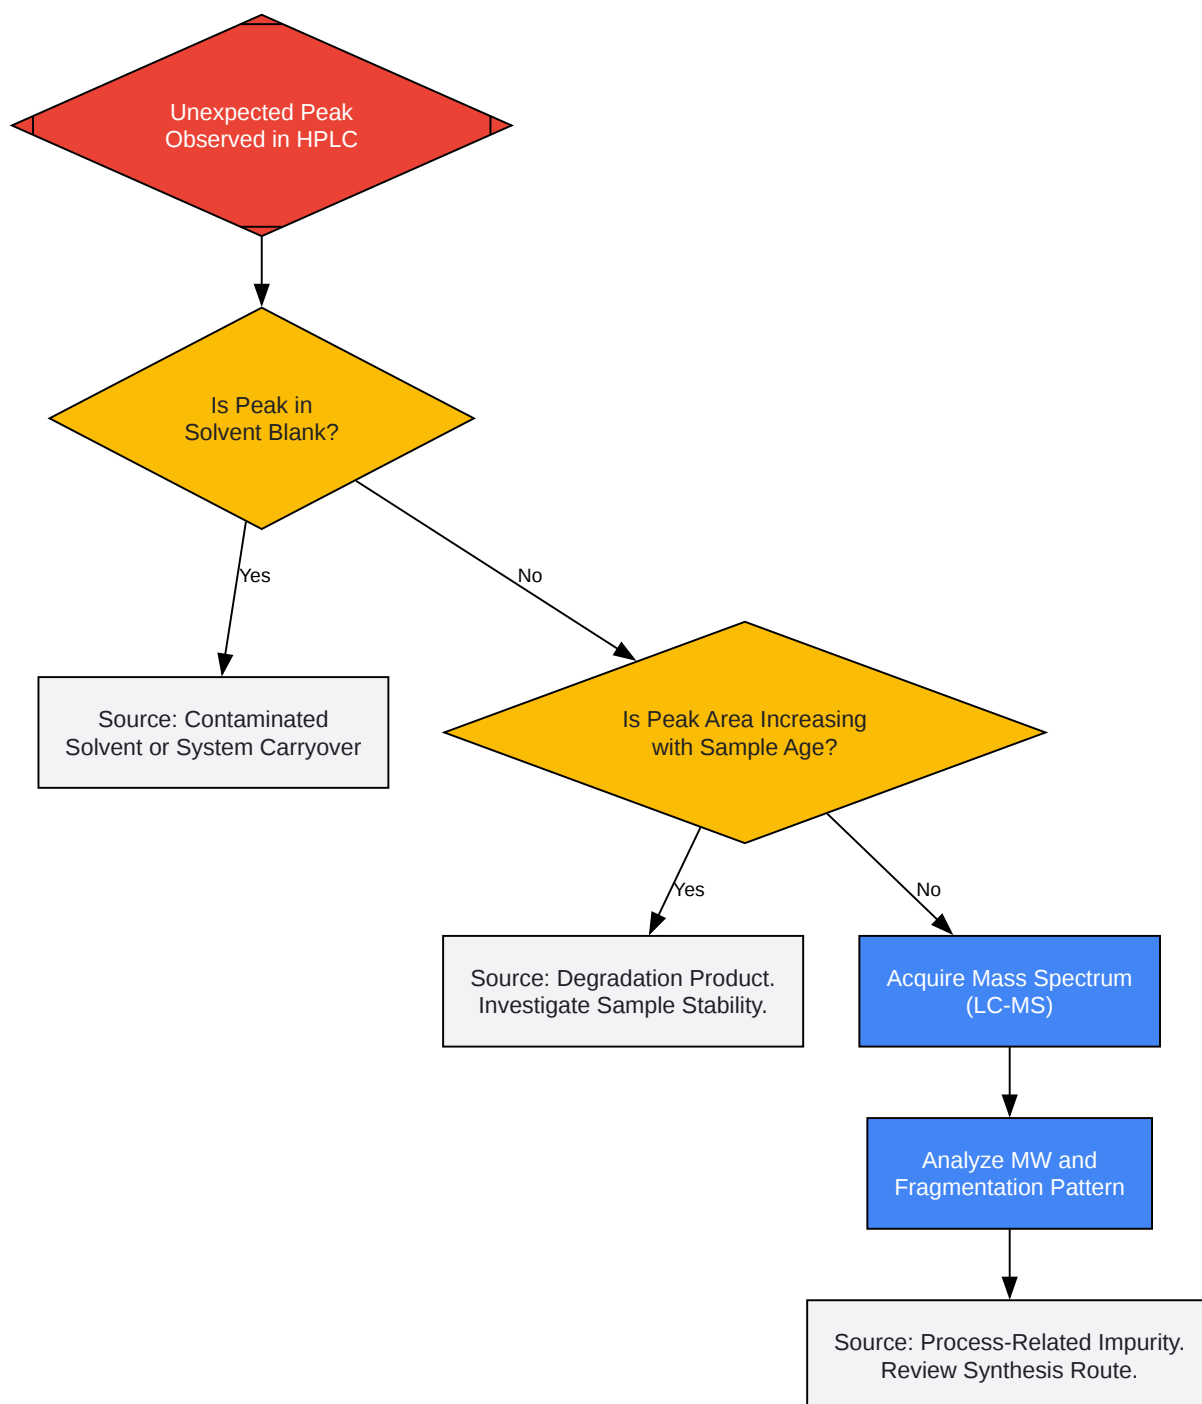 Unexpected Peak
Observed in HPLC
Is Peak in
Solvent Blank?
Yes
No
Source: Contaminated
Solvent or System Carryover
Is Peak Area Increasing
with Sample Age?
Yes
No
Source: Degradation Product.
Investigate Sample Stability.
Acquire Mass Spectrum
(LC-MS)
Analyze MW and
Fragmentation Pattern
Source: Process-Related Impurity.
Review Synthesis Route.